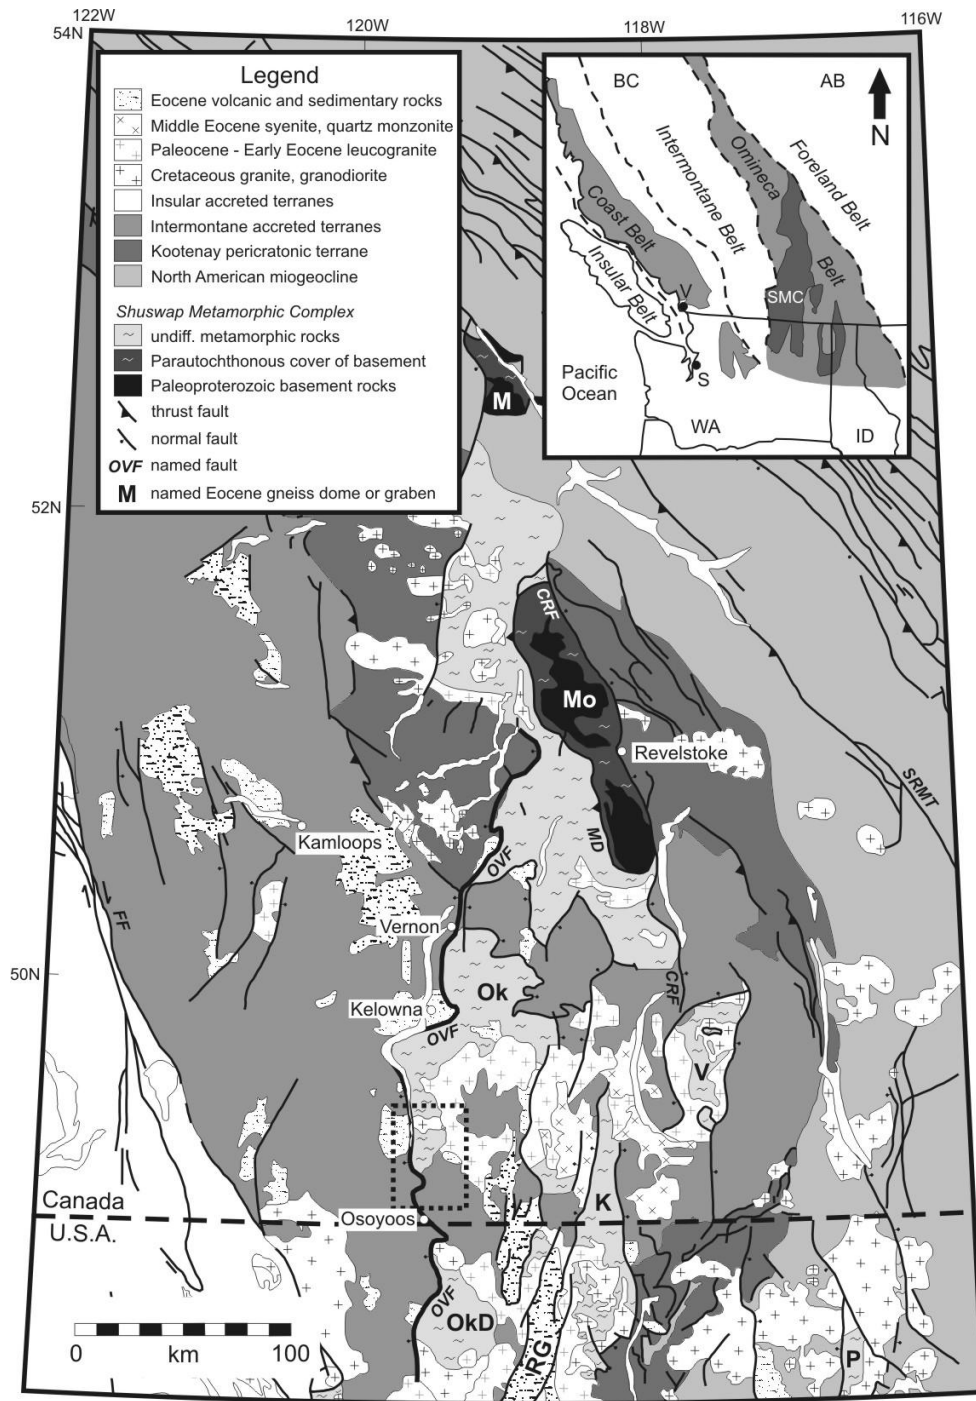 122W
120W
118W
116W
54N
Legend
Eocene volcanic and sedimentary rocks
Middle Eocene syenite, quartz monzonite
Paleocene - Early Eocene leucogranite
Cretaceous granite, granodiorite
Insular accreted terranes
Intermontane accreted terranes
Kootenay pericratonic terrane
North American miogeocline
Shuswap Metamorphic Complex
undiff. metamorphic rocks
Parautochthonous cover of basement
Paleoproterozoic basement rocks
thrust fault
normal fault
OVF named fault
M named Eocene gneiss dome or graben
BC
AB
N
Intermontane Belt
Omineca Belt
Foreland Belt
Coast Belt
Insular Belt
V
SMC
S
Pacific
Ocean
WA
ID
M
52N
CRF
Mo
Revelstoke
SRMT
I
Kamloops
MD
OVF
FF
Vernon
50N
Ok
CRF
Kelowna
OVF
V
Canada
K
U.S.A.
Osoyoos
OVF
OkD
RG
P
0 km 100